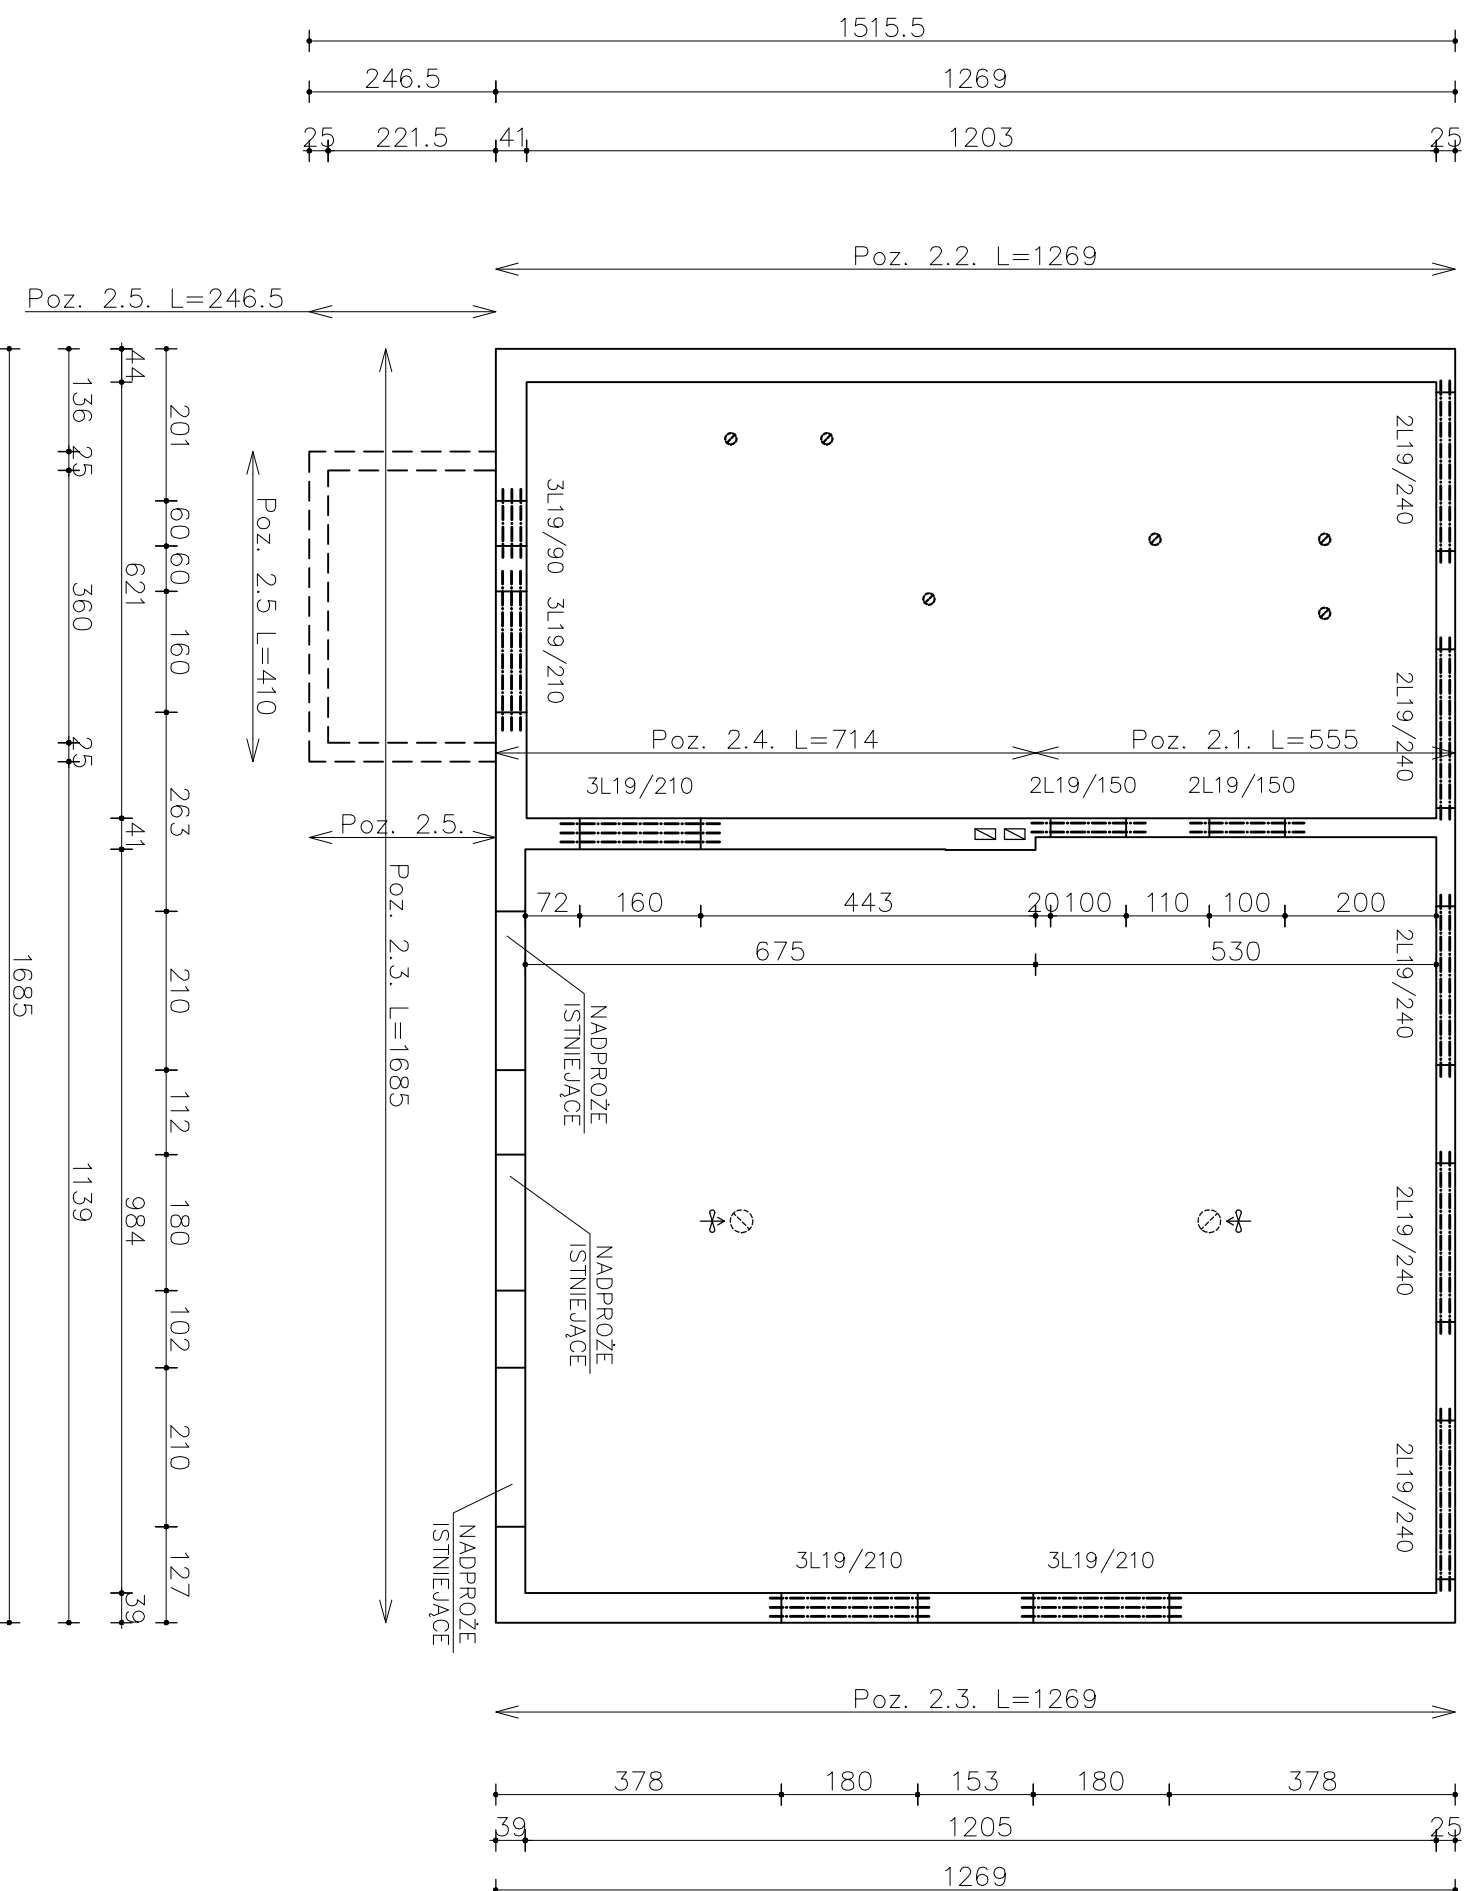 1515.5
246.5
1269
25
221.5
41
1203
25
Poz. 2.2. L=1269
Poz. 2.5. L=246.5
44
621
41
984
39
136
25
360
25
1139
201
60
60
160
263
210
112
180
102
210
127
1685
Poz. 2.5 L=410
Poz. 2.5.
Poz. 2.3. L=1685
3L19/90
3L19/210
2L19/240
2L19/240
2L19/240
2L19/240
2L19/240
Poz. 2.4. L=714
Poz. 2.1. L=555
3L19/210
2L19/150
2L19/150
72
160
443
20
100
110
100
200
675
530
NADPROŻE
ISTNIEJĄCE
NADPROŻE
ISTNIEJĄCE
NADPROŻE
ISTNIEJĄCE
3L19/210
3L19/210
Poz. 2.3. L=1269
378
180
153
180
378
39
1205
25
1269